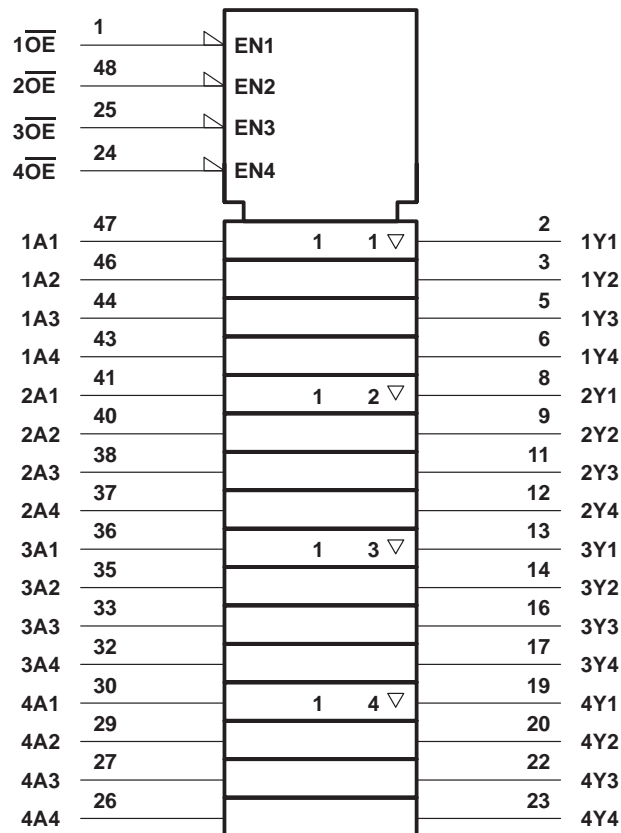 1O̅E̅ 1 EN1
2O̅E̅ 48 EN2
3O̅E̅ 25 EN3
4O̅E̅ 24 EN4
1A1 47 1 1 ▽ 2 1Y1
1A2 46 3 1Y2
1A3 44 5 1Y3
1A4 43 6 1Y4
2A1 41 1 2 ▽ 8 2Y1
2A2 40 9 2Y2
2A3 38 11 2Y3
2A4 37 12 2Y4
3A1 36 1 3 ▽ 13 3Y1
3A2 35 14 3Y2
3A3 33 16 3Y3
3A4 32 17 3Y4
4A1 30 1 4 ▽ 19 4Y1
4A2 29 20 4Y2
4A3 27 22 4Y3
4A4 26 23 4Y4